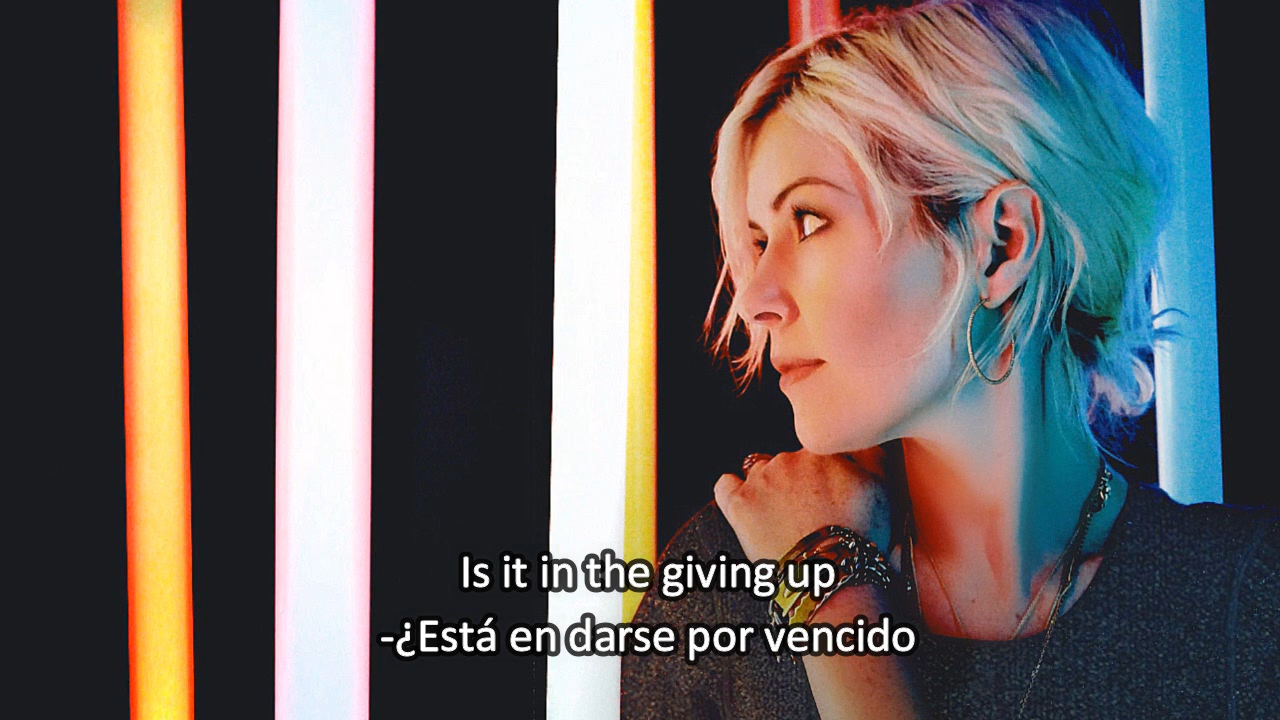 Is it in the giving up
-¿Está en darse por vencido